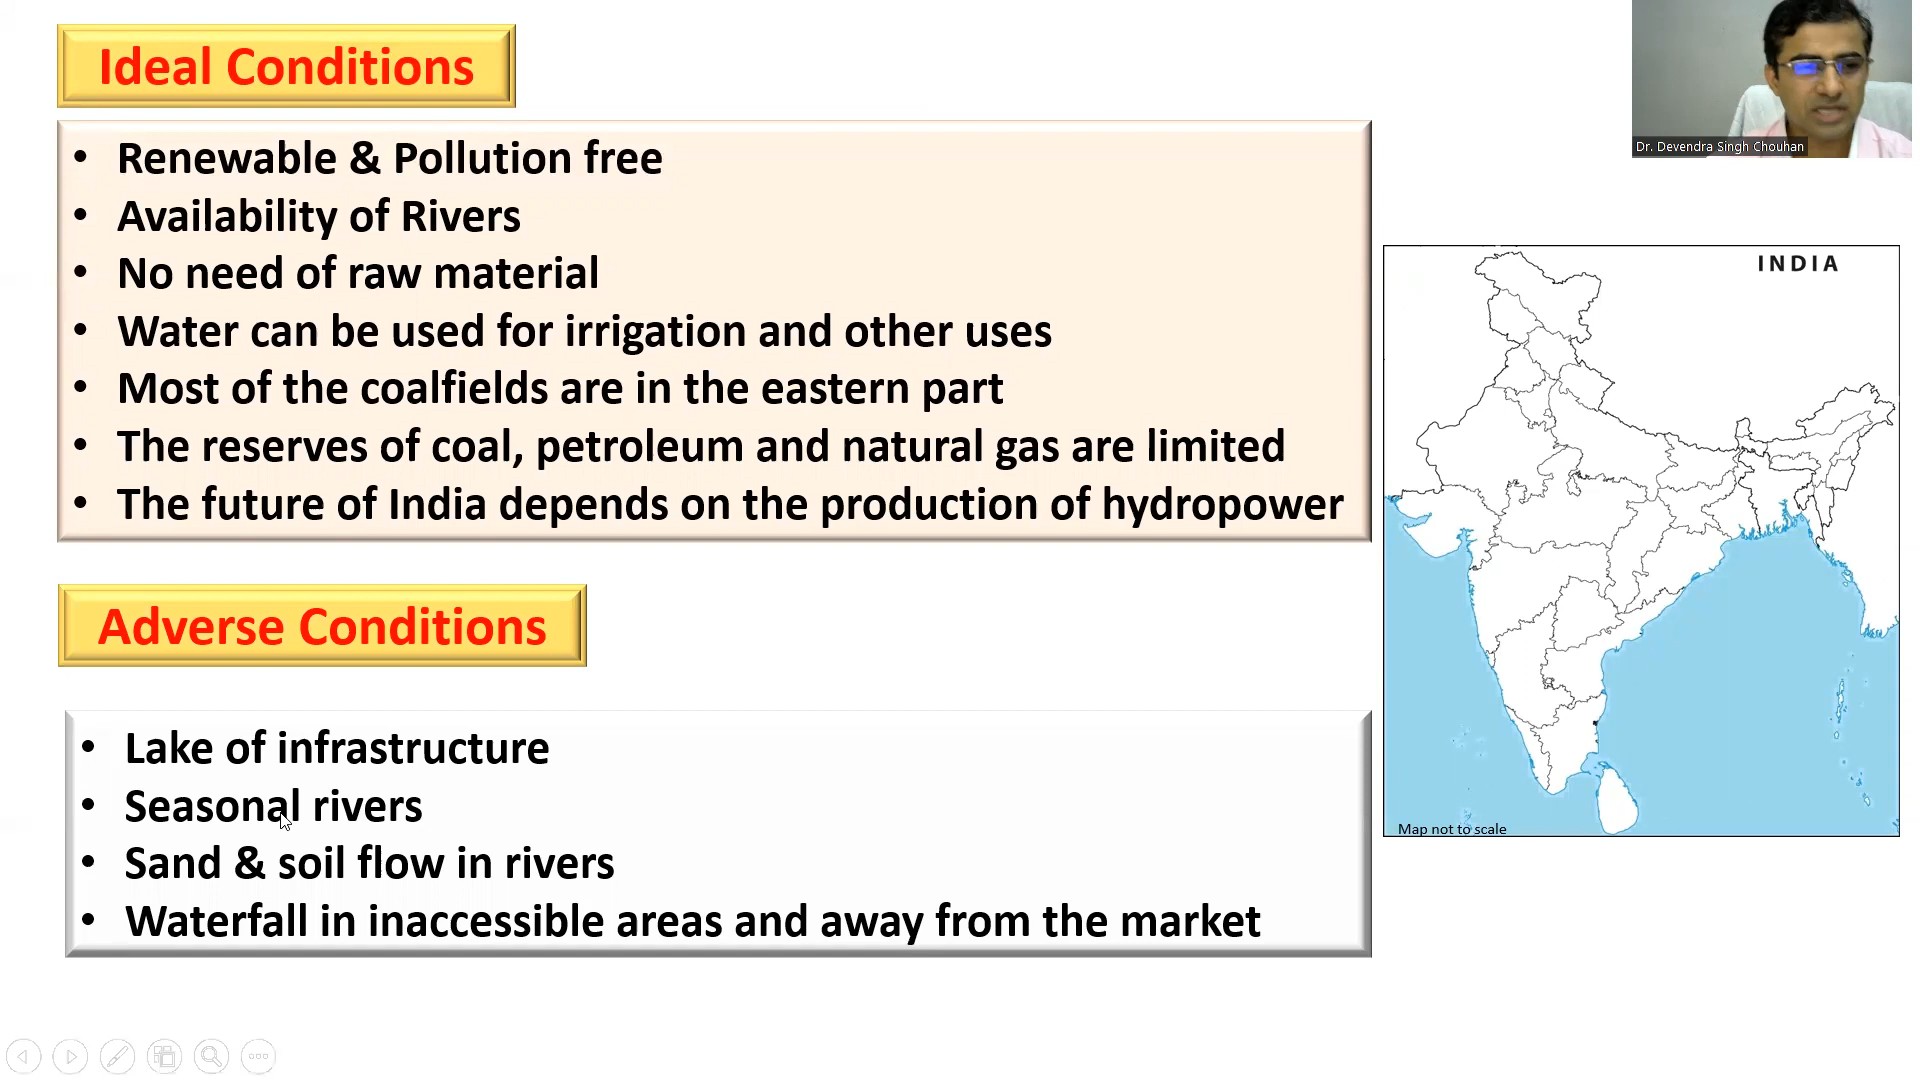 Ideal Conditions
• Renewable & Pollution free
• Availability of Rivers
• No need of raw material
• Water can be used for irrigation and other uses
• Most of the coalfields are in the eastern part
• The reserves of coal, petroleum and natural gas are limited
• The future of India depends on the production of hydropower
Adverse Conditions
• Lake of infrastructure
• Seasonal rivers
• Sand & soil flow in rivers
• Waterfall in inaccessible areas and away from the market
Dr. Devendra Singh Chouhan
INDIA
Map not to scale